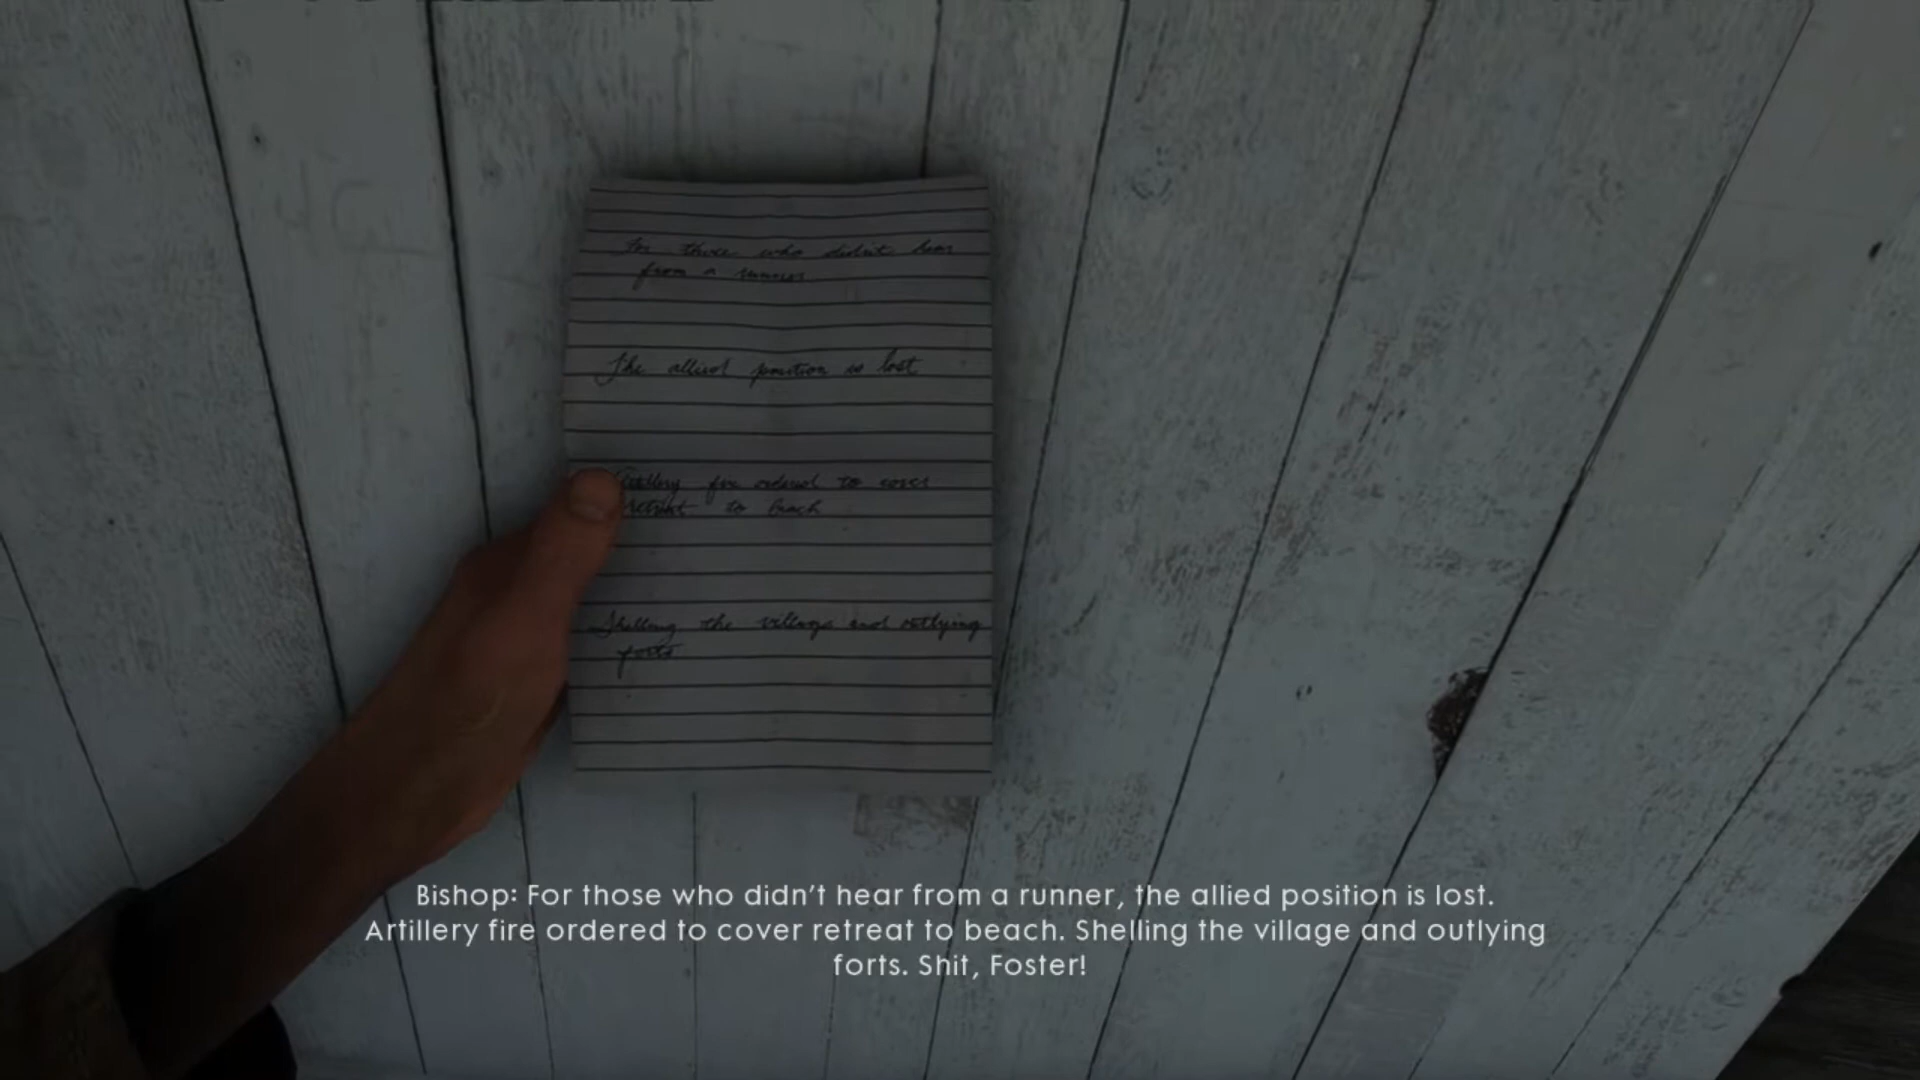 For those who didn't hear
from a runner
The allied position is lost
Artillery fire ordered to cover
retreat to beach
Shelling the village and outlying
forts
Bishop: For those who didn’t hear from a runner, the allied position is lost.
Artillery fire ordered to cover retreat to beach. Shelling the village and outlying
forts. Shit, Foster!